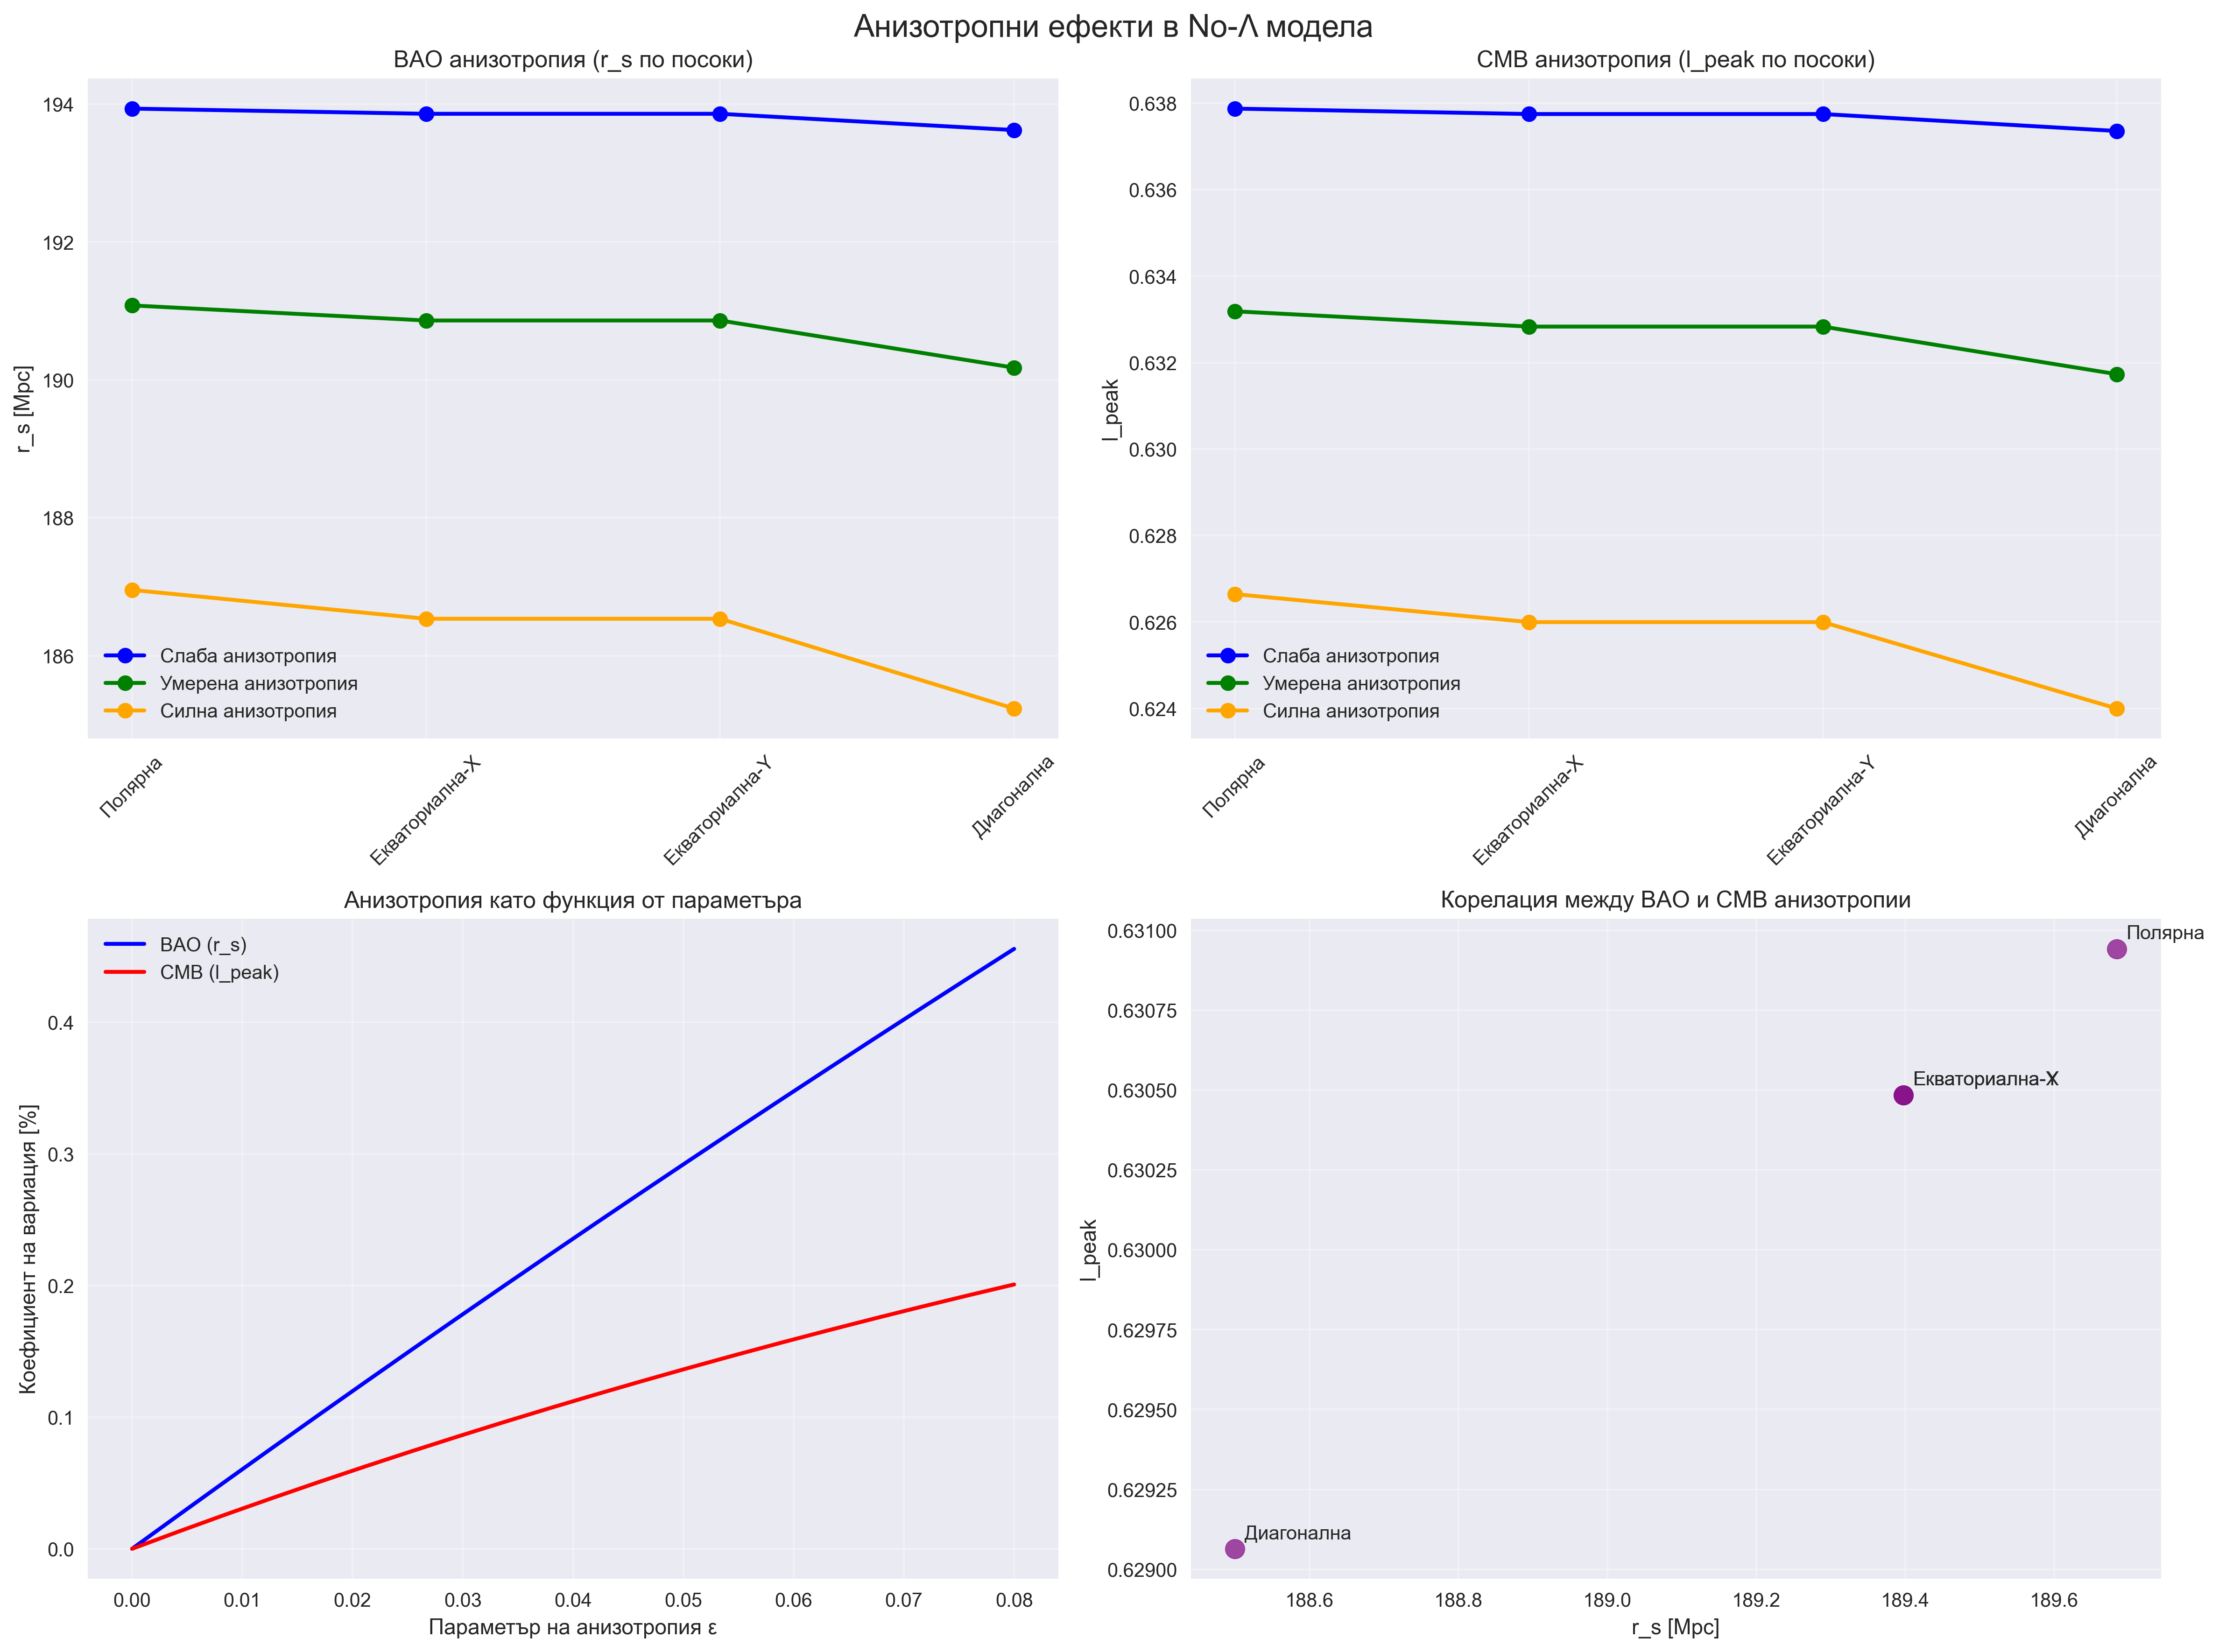 Анизотропни ефекти в No-Λ модела
BAO анизотропия (r_s по посоки)
194
192
190
188
186
r_s [Mpc]
Слаба анизотропия
Умерена анизотропия
Силна анизотропия
Полярна
Екваториална-X
Екваториална-Y
Диагонална
CMB анизотропия (l_peak по посоки)
0.638
0.636
0.634
0.632
0.630
0.628
0.626
0.624
l_peak
Слаба анизотропия
Умерена анизотропия
Силна анизотропия
Полярна
Екваториална-X
Екваториална-Y
Диагонална
Анизотропия като функция от параметъра
BAO (r_s)
CMB (l_peak)
0.4
0.3
0.2
0.1
0.0
Коефициент на вариация [%]
0.00 0.01 0.02 0.03 0.04 0.05 0.06 0.07 0.08
Параметър на анизотропия ε
Корелация между BAO и CMB анизотропии
0.63100
0.63075
0.63050
0.63025
0.63000
0.62975
0.62950
0.62925
0.62900
l_peak
Полярна
Екваториална-X
Диагонална
188.6 188.8 189.0 189.2 189.4 189.6
r_s [Mpc]